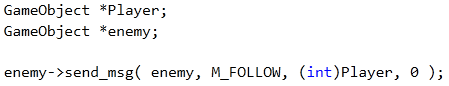 GameObject *Player;
GameObject *enemy;
enemy->send_msg( enemy, M_FOLLOW, (int)Player, 0 );